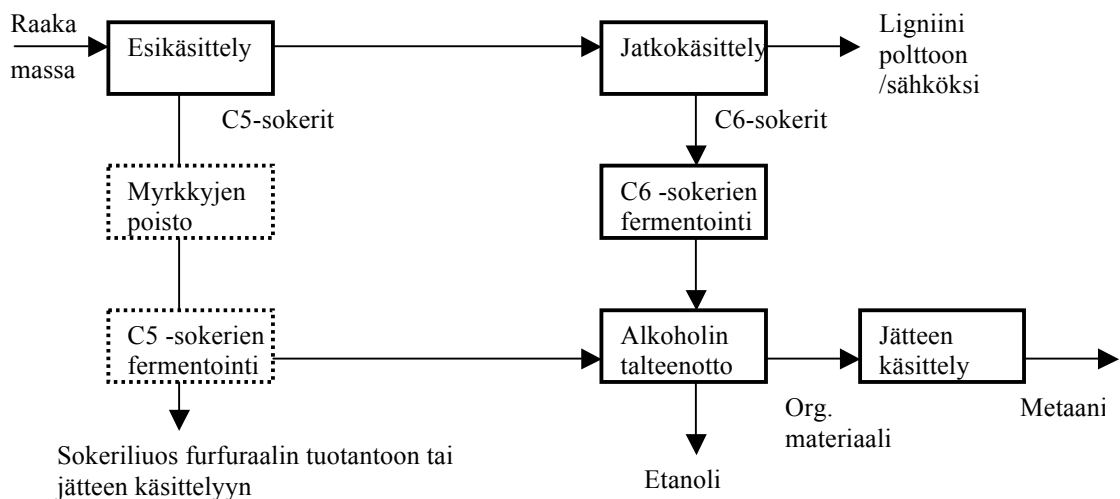 Raaka
massa
Esikäsittely
Jatkokäsittely
Ligniini
polttoon
/sähköksi
C5-sokerit
C6-sokerit
Myrkkyjen
poisto
C6 -sokerien
fermentointi
C5 -sokerien
fermentointi
Alkoholin
talteenotto
Jätteen
käsittely
Org.
materiaali
Metaani
Sokeriliuos furfuraalin tuotantoon tai
jätteen käsittelyyn
Etanoli